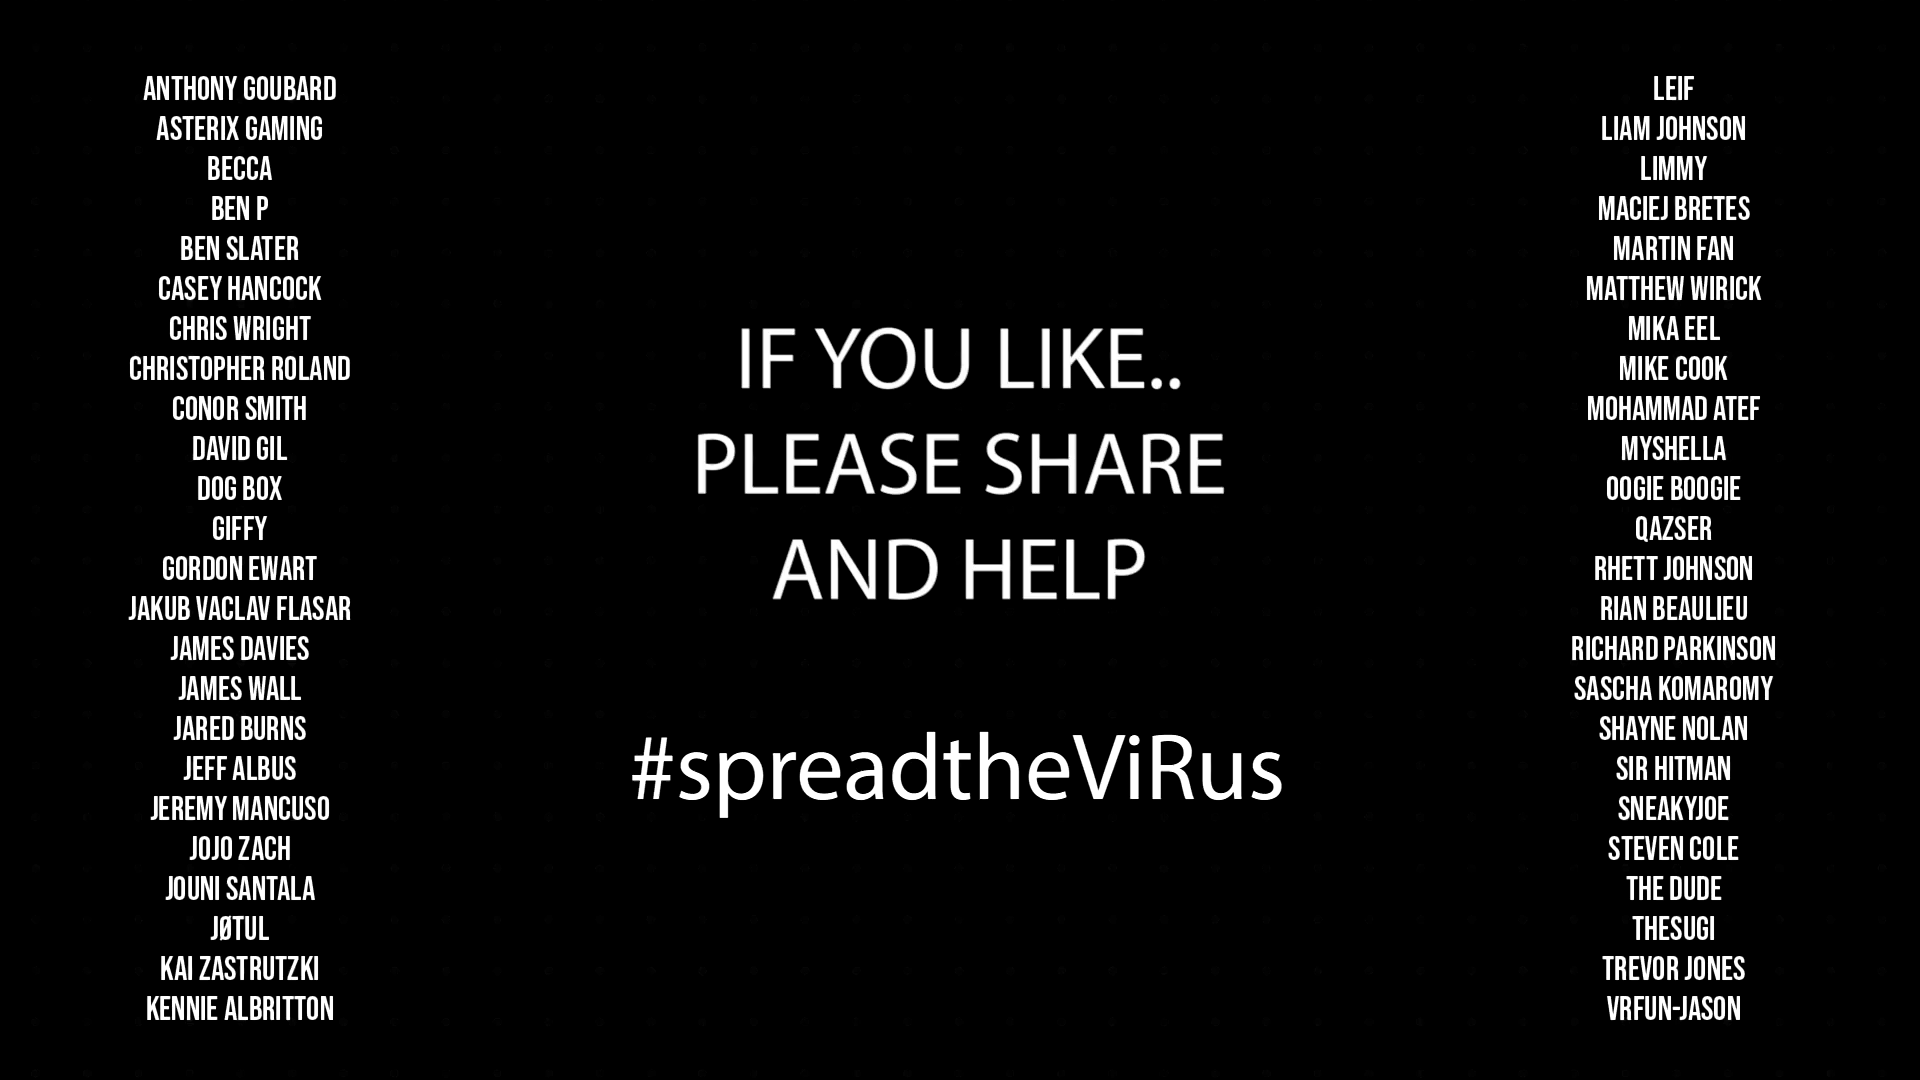 ANTHONY GOUBARD
ASTERIX GAMING
BECCA
BEN P
BEN SLATER
CASEY HANCOCK
CHRIS WRIGHT
CHRISTOPHER ROLAND
CONOR SMITH
DAVID GIL
DOG BOX
GIFFY
GORDON EWART
JAKUB VACLAV FLASAR
JAMES DAVIES
JAMES WALL
JARED BURNS
JEFF ALBUS
JEREMY MANCUSO
JOJO ZACH
JOUNI SANTALA
JØTUL
KAI ZASTRUTZKI
KENNIE ALBRITTON
IF YOU LIKE..
PLEASE SHARE
AND HELP
#spreadtheViRus
LEIF
LIAM JOHNSON
LIMMY
MACIEJ BRETES
MARTIN FAN
MATTHEW WIRICK
MIKA EEL
MIKE COOK
MOHAMMAD ATEF
MYSHELLA
OOGIE BOOGIE
QAZSER
RHETT JOHNSON
RIAN BEAULIEU
RICHARD PARKINSON
SASCHA KOMAROMY
SHAYNE NOLAN
SIR HITMAN
SNEAKYJOE
STEVEN COLE
THE DUDE
THESUGI
TREVOR JONES
VRFUN-JASON